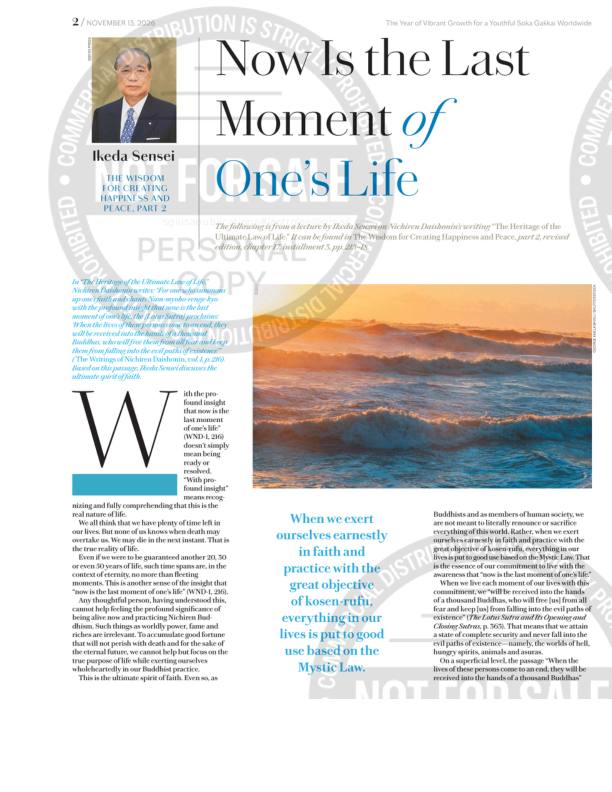 2 / NOVEMBER 13, 2026
The Year of Vibrant Growth for a Youthful Soka Gakkai Worldwide
Now Is the Last
Moment of
One's Life
Ikeda Sensei
THE WISDOM
FOR CREATING
HAPPINESS AND
PEACE, PART 2
The following is from a lecture by Ikeda Sensei on Nichiren Daishonin's writing "The Heritage of the
Ultimate Law of Life." It can be found in The Wisdom for Creating Happiness and Peace, part 2, revised
edition, chapter 17, installment 5, pp.
In "The Heritage of the Ultimate Law of Life,"
Nichiren Daishonin writes: "For one who summons
up one's faith and chants Nam-myoho-renge-kyo
with the profound insight that now is the last
moment of one's life, the [Lotus Sutra] proclaims:
'When the lives of these persons come to an end, they
will be received into the hands of a thousand
Buddhas, who will free them from all fear and keep
them from falling into the evil paths of existence.'"
(The Writings of Nichiren Daishonin, vol. 1, p. 216)
Based on this passage, Ikeda Sensei discusses the
ultimate spirit of faith.
With the pro-
found insight
that now is the
last moment
of one's life"
(WND-1, 216)
doesn't simply
mean being
ready or
resolved.
"With pro-
found insight"
means recog-
nizing and fully comprehending that this is the
real nature of life.
We all think that we have plenty of time left in
our lives. But none of us knows when death may
overtake us. We may die in the next instant. That is
the true reality of life.
Even if we were to be guaranteed another 20, 30
or even 50 years of life, such time spans are, in the
context of eternity, no more than fleeting
moments. This is another sense of the insight that
"now is the last moment of one's life" (WND-1, 216).
Any thoughtful person, having understood this,
cannot help feeling the profound significance of
being alive now and practicing Nichiren Bud-
dhism. Such things as worldly power, fame and
riches are irrelevant. To accumulate good fortune
that will not perish with death and for the sake of
the eternal future, we cannot help but focus on the
true purpose of life while exerting ourselves
wholeheartedly in our Buddhist practice.
This is the ultimate spirit of faith. Even so, as
When we exert
ourselves earnestly
in faith and
practice with the
great objective
of kosen-rufu,
everything in our
lives is put to good
use based on the
Mystic Law.
Buddhists and as members of human society, we
are not meant to literally renounce or sacrifice
everything of this world. Rather, when we exert
ourselves earnestly in faith and practice with the
great objective of kosen-rufu, everything in our
lives is put to good use based on the Mystic Law. That
is the essence of our commitment to live with the
awareness that "now is the last moment of one's life."
When we live each moment of our lives with this
commitment, we "will be received into the hands
of a thousand Buddhas, who will free [us] from all
fear and keep [us] from falling into the evil paths of
existence" (The Lotus Sutra and Its Opening and
Closing Sutras, p. 365). That means that we attain
a state of complete security and never fall into the
evil paths of existence—namely, the worlds of hell,
hungry spirits, animals and asuras.
On a superficial level, the passage "When the
lives of these persons come to an end, they will be
received into the hands of a thousand Buddhas"
NOT FOR SALE
PERSONAL
COPY
COMMERCIAL DISTRIBUTION IS STRICTLY PROHIBITED
NOT FOR SALE